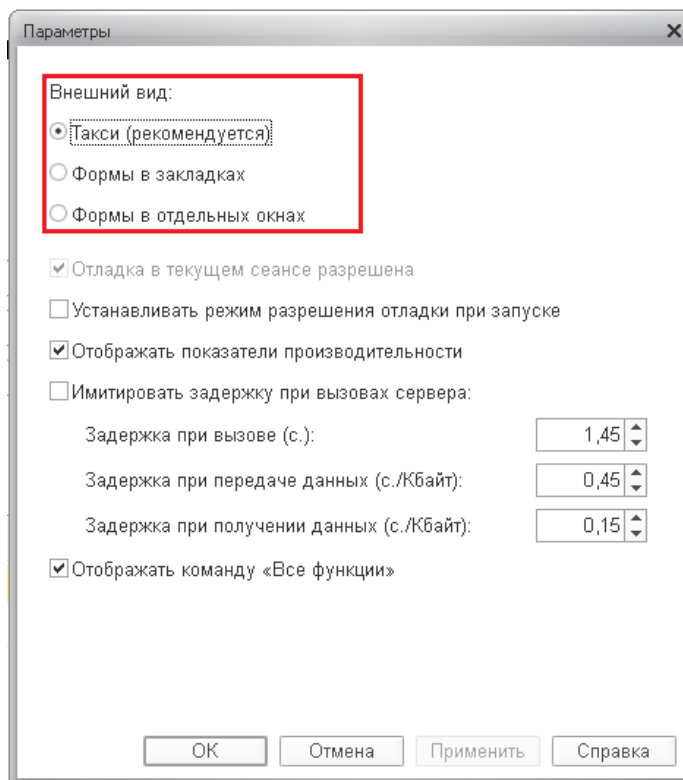 Параметры
Внешний вид:
Такси (рекомендуется)
Формы в закладках
Формы в отдельных окнах
Отладка в текущем сеансе разрешена
Устанавливать режим разрешения отладки при запуске
Отображать показатели производительности
Имитировать задержку при вызовах сервера:
Задержка при вызове (с.): 1,45
Задержка при передаче данных (с./Кбайт): 0,45
Задержка при получении данных (с./Кбайт): 0,15
Отображать команду «Все функции»
ОК Отмена Применить Справка